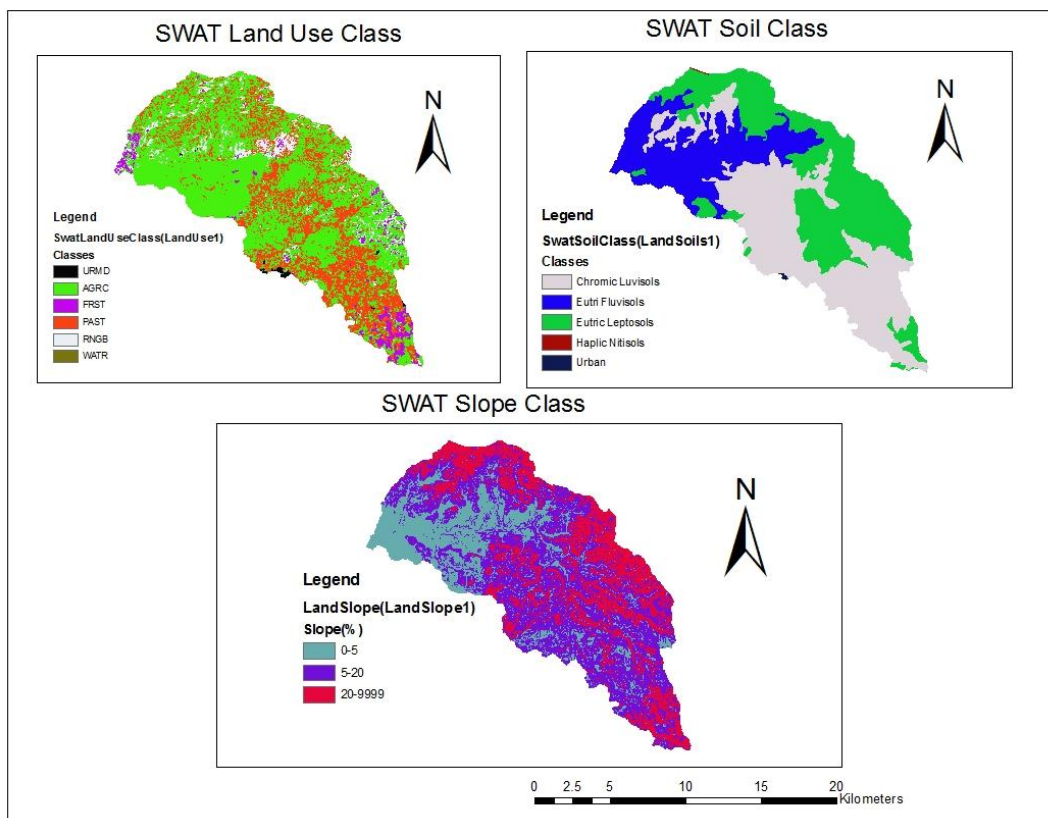 SWAT Land Use Class
N
Legend
SwatLandUseClass(LandUse1)
Classes
URMD
AGRC
FRST
PAST
RNGB
WATR
SWAT Soil Class
N
Legend
SwatSoilClass(LandSoils1)
Classes
Chromic Luvisols
Eutri Fluvisols
Eutric Leptosols
Haplic Nitisols
Urban
SWAT Slope Class
N
Legend
LandSlope(LandSlope1)
Slope(%)
0-5
5-20
20-9999
0 2.5 5 10 15 20
Kilometers